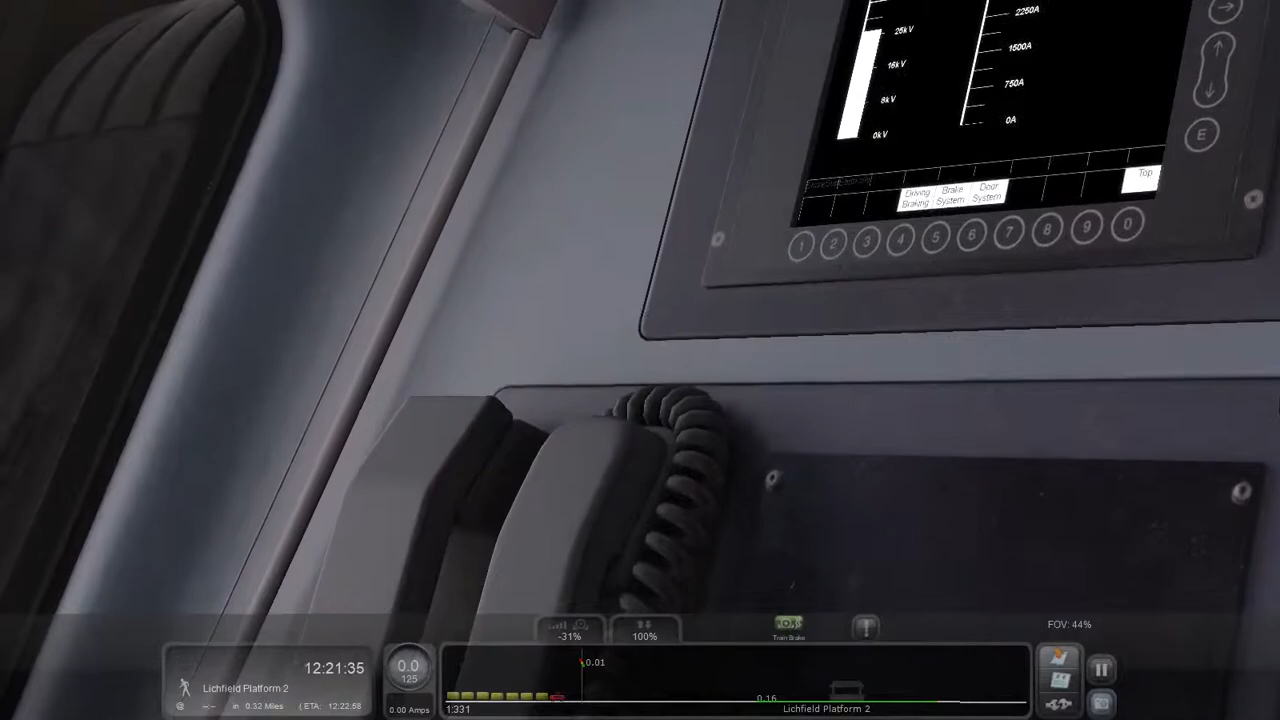 2250A
25kV
1500A
16kV
750A
8kV
0A
0kV
E
Driving Brake Door Top
Braking System System
1 2 3 4 5 6 7 8 9 0
-31% 100% Train Brake FOV: 44%
12:21:35 0.0 0.01
125
Lichfield Platform 2
@ --:-- in 0.32 Miles ( ETA: 12:22:58
0.00 Amps 1:331 0.16
Lichfield Platform 2